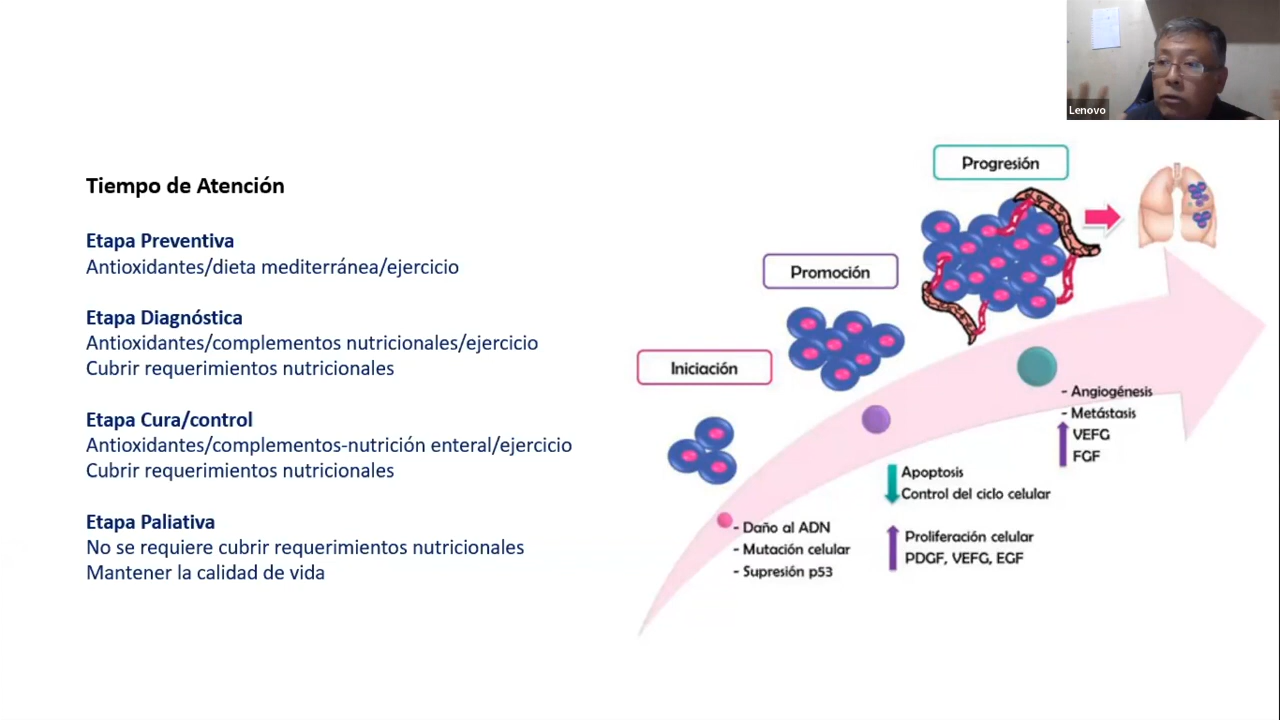 Lenovo
Tiempo de Atención
Etapa Preventiva
Antioxidantes/dieta mediterránea/ejercicio
Etapa Diagnóstica
Antioxidantes/complementos nutricionales/ejercicio
Cubrir requerimientos nutricionales
Etapa Cura/control
Antioxidantes/complementos-nutrición enteral/ejercicio
Cubrir requerimientos nutricionales
Etapa Paliativa
No se requiere cubrir requerimientos nutricionales
Mantener la calidad de vida
Iniciación
- Daño al ADN
- Mutación celular
- Supresión p53
Promoción
Apoptosis
Control del ciclo celular
Proliferación celular
PDGF, VEFG, EGF
Progresión
- Angiogénesis
- Metástasis
VEFG
FGF